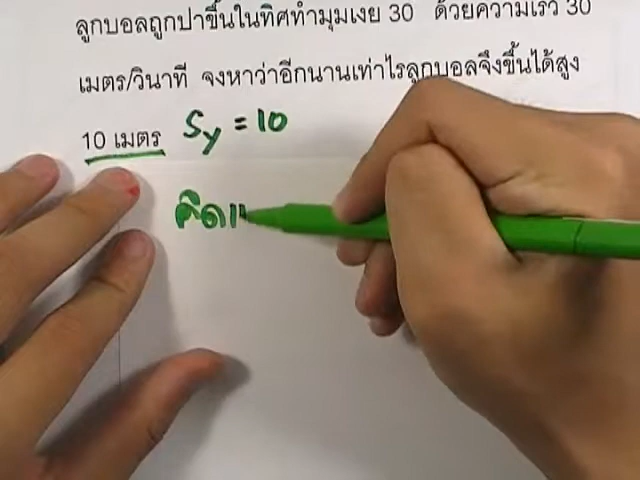 ลูกบอลถูกปาขึ้นในทิศทำมุมเงย 30 ด้วยความเร็ว 30
เมตร/วินาที จงหาว่าอีกนานเท่าไรลูกบอลจึงขึ้นได้สูง
10 เมตร Sy = 10
คิด